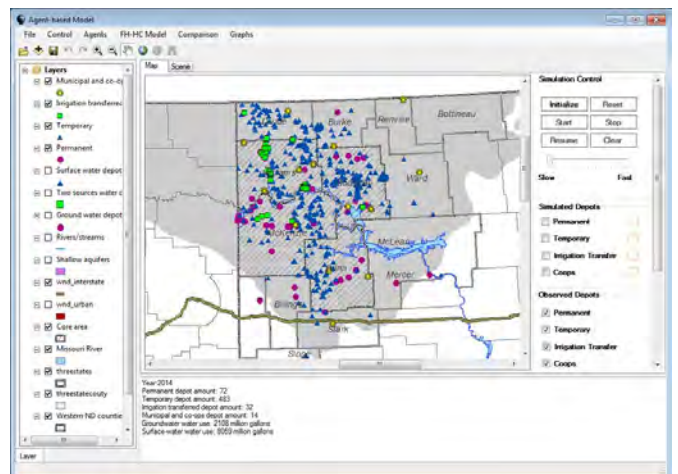 Agent-based Model
File Control Agents FH-HC Model Comparison Graphs
Layers
Municipal and co-op
Irrigation transferred
Temporary
Permanent
Surface water depot
Two sources water d
Ground water depot
Rivers/streams
Shallow aquifers
wnd_interstate
wnd_urban
Core area
Missouri River
threestates
threestatescouty
Western ND countie
Layer
Map Scene
Burke
Renville
Bottineau
Ward
McLean
Mercer
Billings
Stark
Simulation Control
Initialize Reset
Start Stop
Resume Clear
Slow Fast
Simulated Depots
Permanent
Temporary
Irrigation Transfer
Coops
Observed Depots
Permanent
Temporary
Irrigation Transfer
Coops
Year 2014
Permanent depot amount: 72
Temporary depot amount: 483
Irrigation transferred depot amount: 32
Municipal and co-ops depot amount: 14
Groundwater water use: 2108 million gallons
Surface-water water use: 8059 million gallons